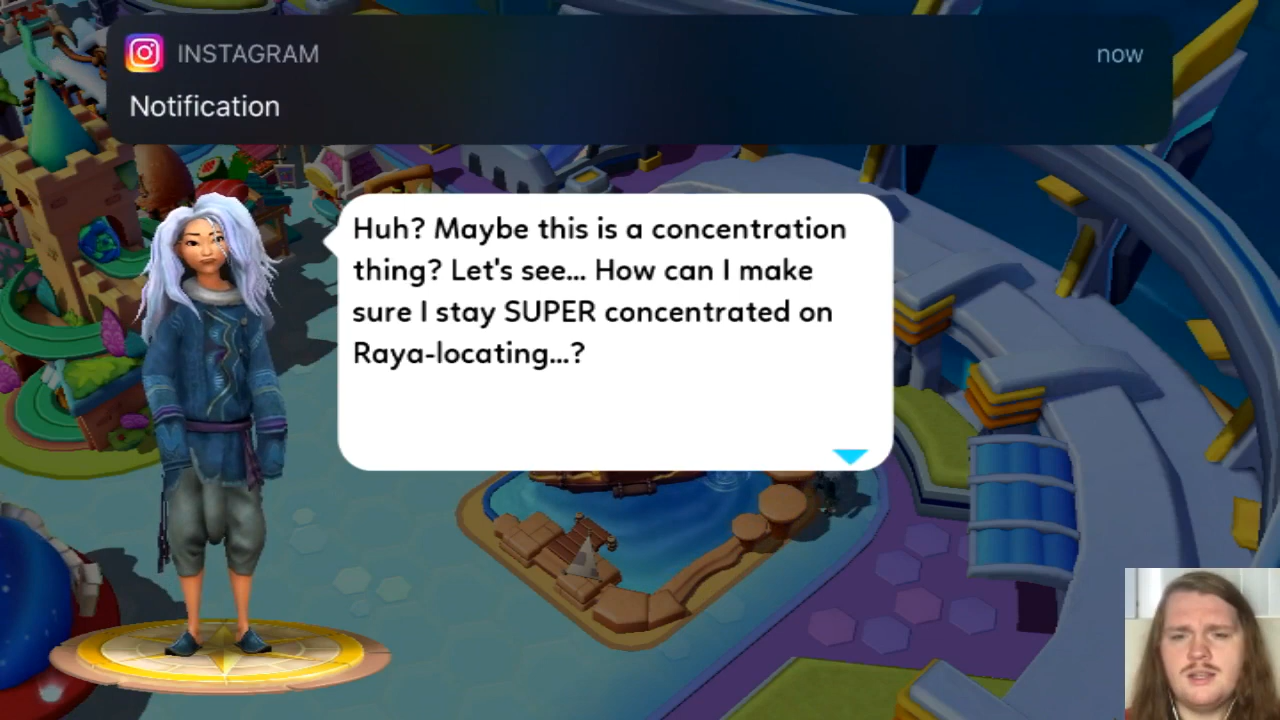 INSTAGRAM
now
Notification
Huh? Maybe this is a concentration
thing? Let's see... How can I make
sure I stay SUPER concentrated on
Raya-locating...?